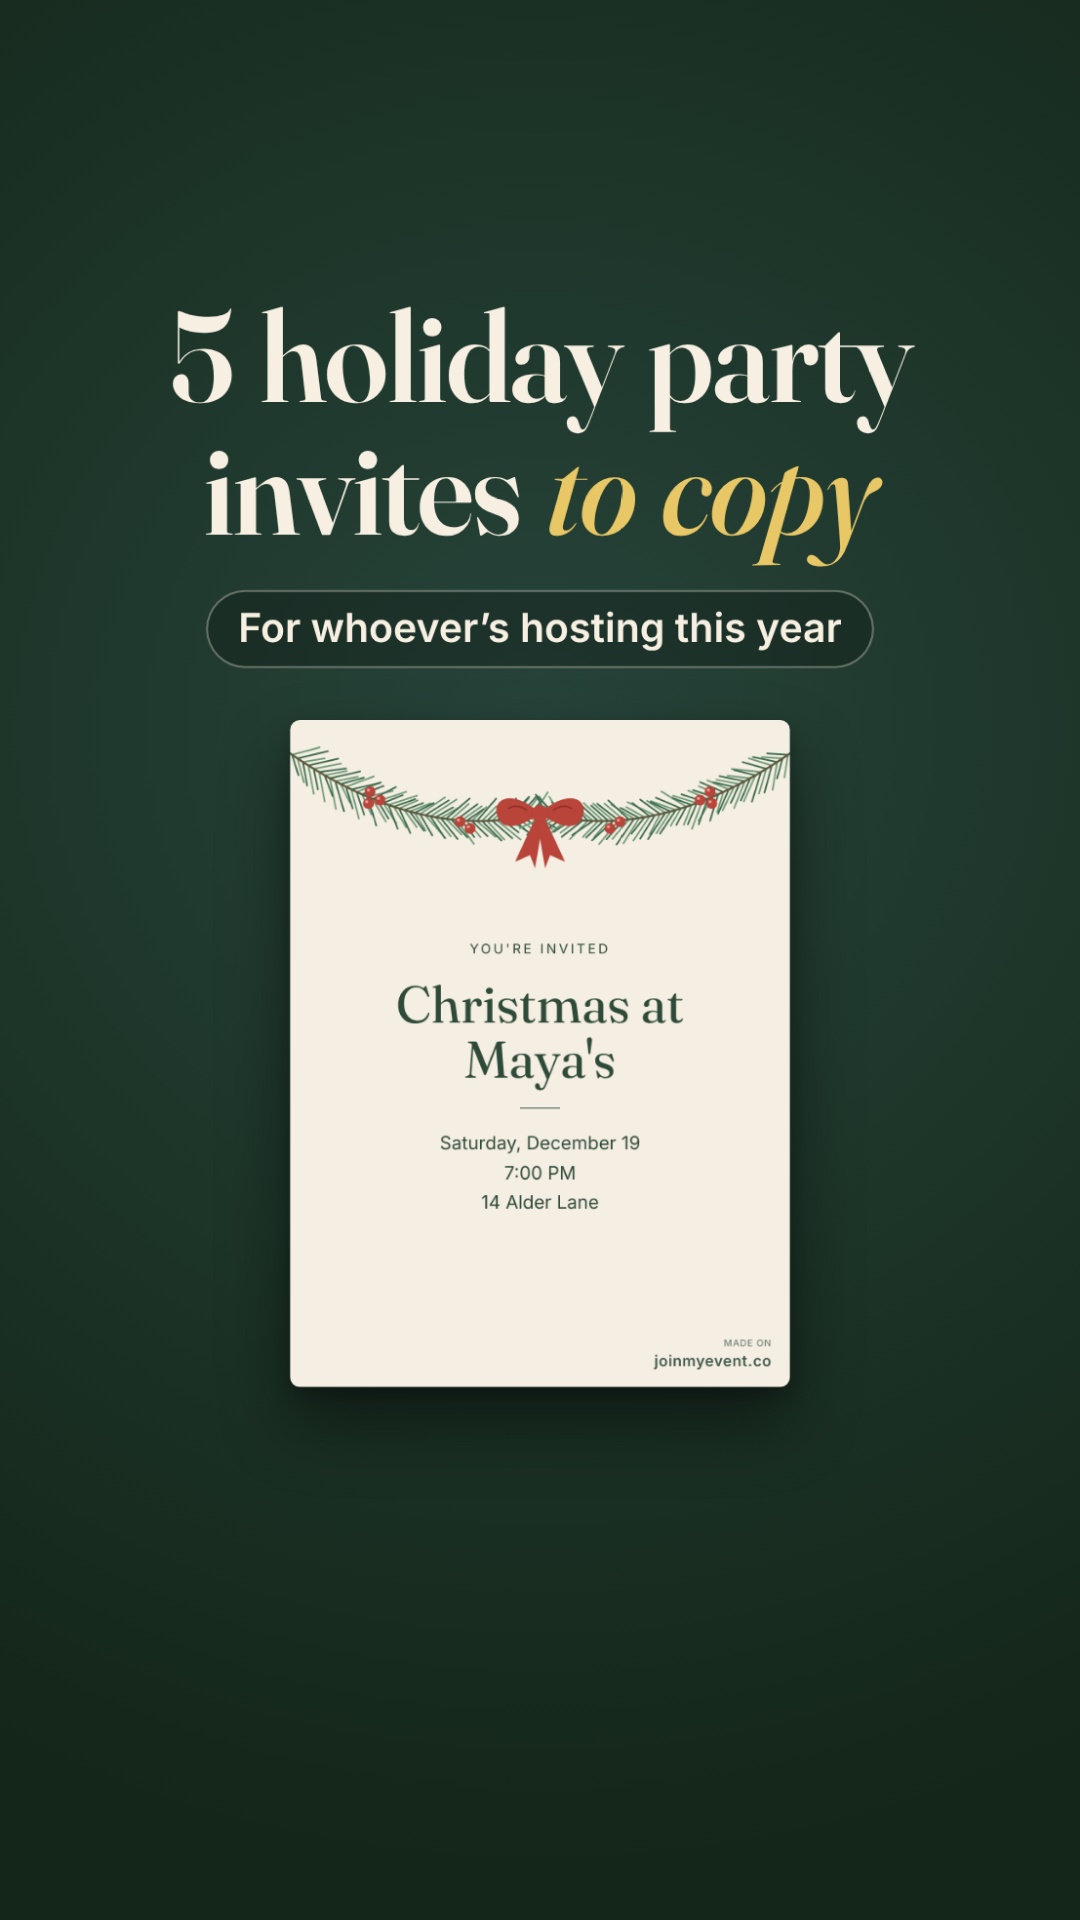 5 holiday party
invites to copy
For whoever’s hosting this year
YOU'RE INVITED
Christmas at
Maya's
Saturday, December 19
7:00 PM
14 Alder Lane
MADE ON
joinmyevent.co